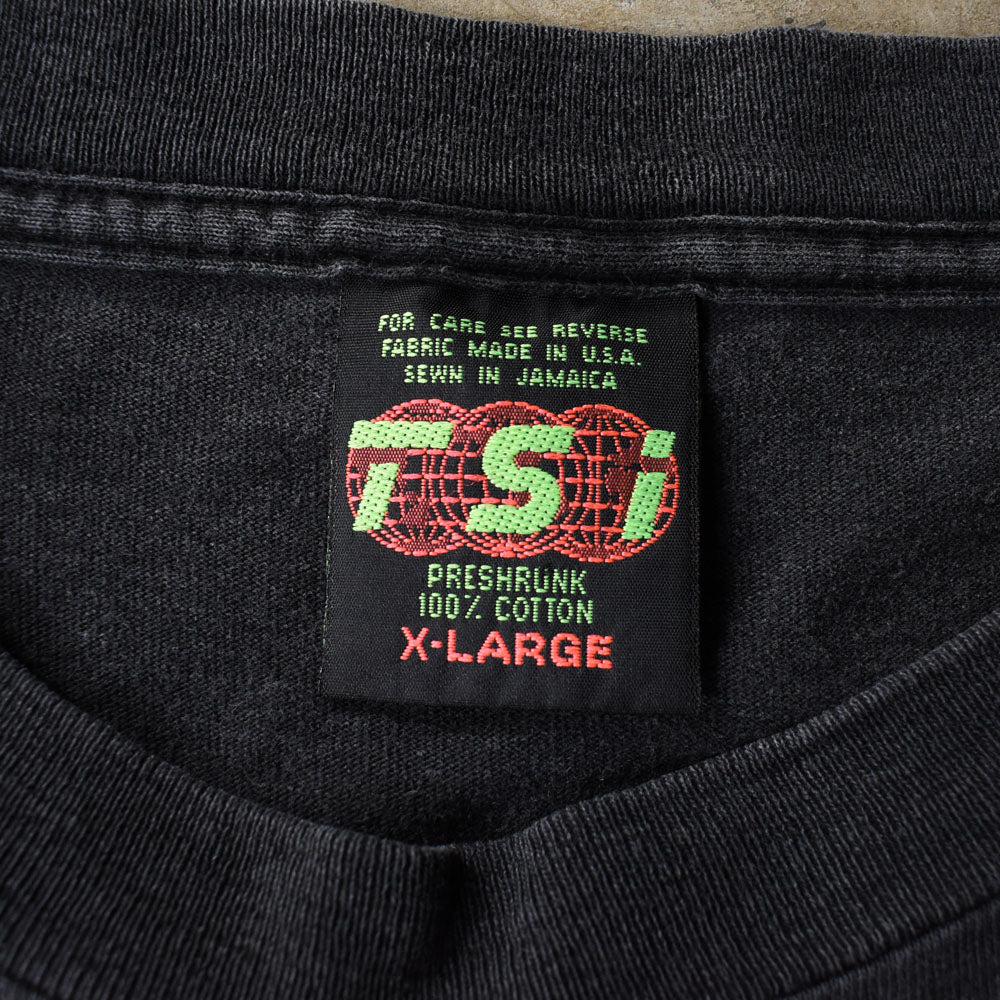 FOR CARE SEE REVERSE
FABRIC MADE IN U.S.A.
SEWN IN JAMAICA
TSi
PRESHRUNK
100% COTTON
X-LARGE